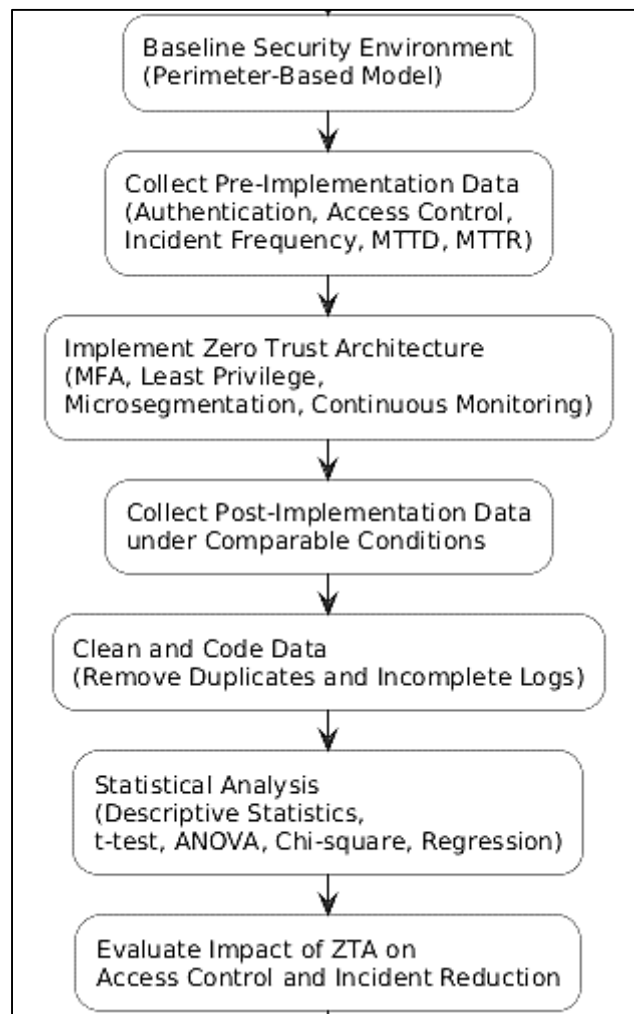 Baseline Security Environment
(Perimeter-Based Model)
Collect Pre-Implementation Data
(Authentication, Access Control,
Incident Frequency, MTTD, MTTR)
Implement Zero Trust Architecture
(MFA, Least Privilege,
Microsegmentation, Continuous Monitoring)
Collect Post-Implementation Data
under Comparable Conditions
Clean and Code Data
(Remove Duplicates and Incomplete Logs)
Statistical Analysis
(Descriptive Statistics,
t-test, ANOVA, Chi-square, Regression)
Evaluate Impact of ZTA on
Access Control and Incident Reduction